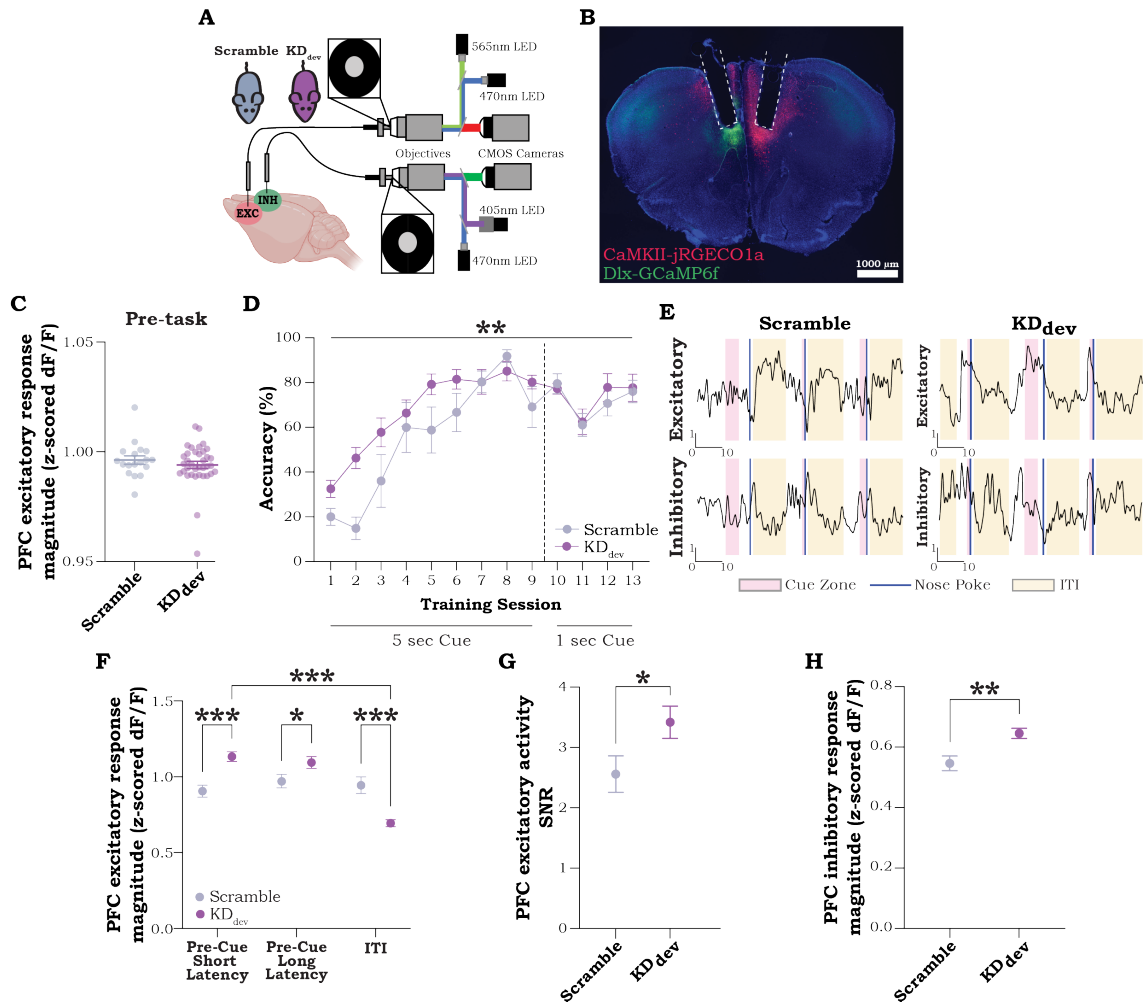 A
Scramble KDdev
565nm LED
470nm LED
Objectives
CMOS Cameras
405nm LED
470nm LED
EXC
INH
B
CaMKII-jRGECO1a
Dlx-GCaMP6f
1000 µm
C
Pre-task
PFC excitatory response
magnitude (z-scored dF/F)
1.05
1.00
0.95
Scramble
KDdev
D
**
Accuracy (%)
100
80
60
40
20
0
Scramble
KDdev
1 2 3 4 5 6 7 8 9 10 11 12 13
Training Session
5 sec Cue
1 sec Cue
E
Scramble
KDdev
Excitatory
1
0 10
Excitatory
1
0 10
Inhibitory
1
0 10
Inhibitory
1
0 10
Cue Zone
Nose Poke
ITI
F
PFC excitatory response
magnitude (z-scored dF/F)
1.5
1.0
0.5
0.0
***
***
*
***
Scramble
KDdev
Pre-Cue
Short
Latency
Pre-Cue
Long
Latency
ITI
G
PFC excitatory activity
SNR
4
3
2
1
0
*
Scramble
KDdev
H
PFC inhibitory response
magnitude (z-scored dF/F)
0.8
0.6
0.4
0.2
0.0
**
Scramble
KDdev